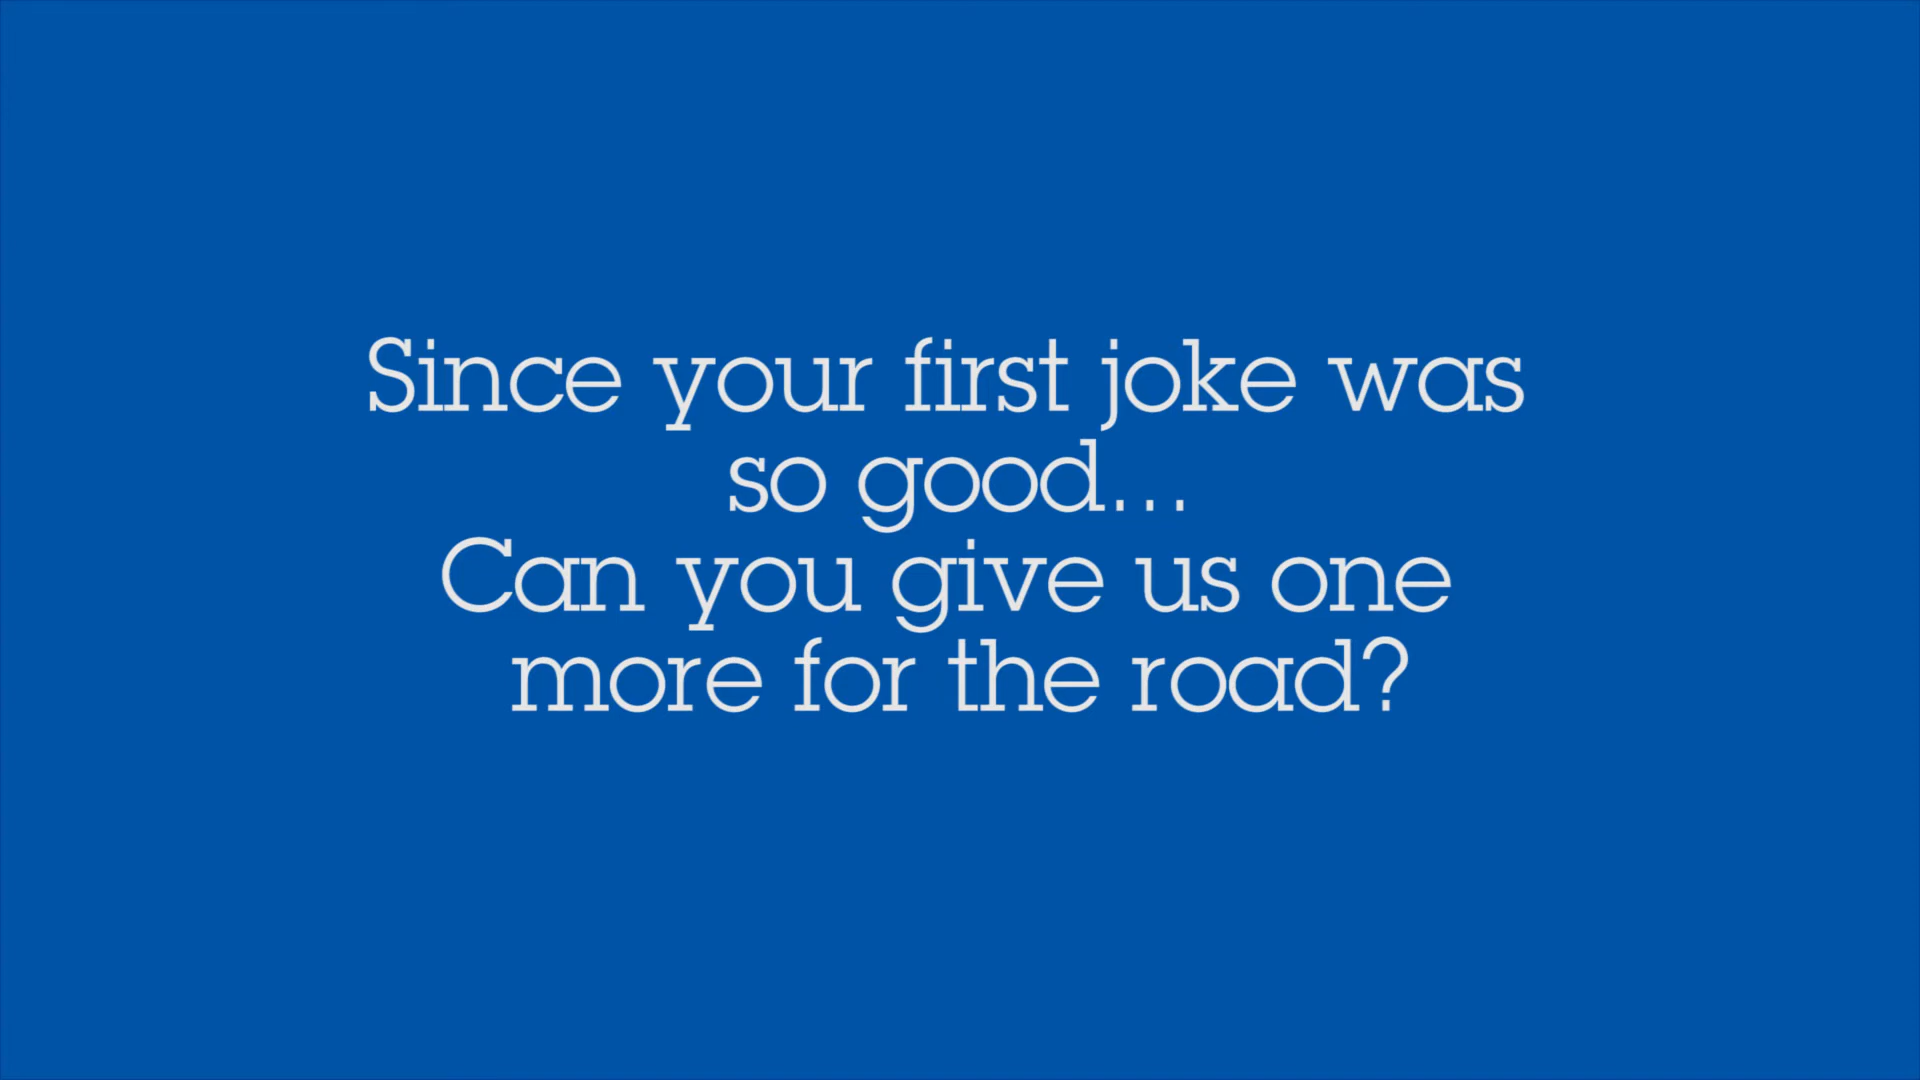 Since your first joke was
so good...
Can you give us one
more for the road?